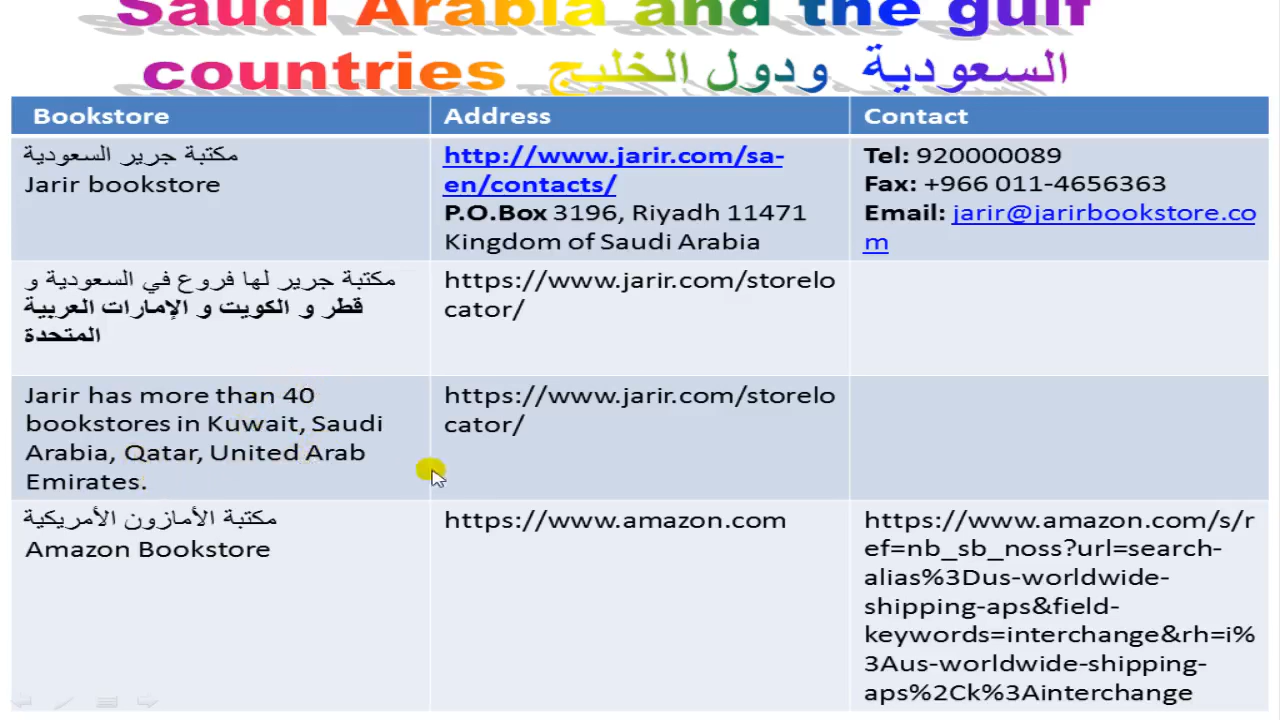 Saudi Arabia and the gulf
countries السعودية ودول الخليج
Bookstore
Address
Contact
مكتبة جرير السعودية
Jarir bookstore
http://www.jarir.com/sa-
en/contacts/
P.O.Box 3196, Riyadh 11471
Kingdom of Saudi Arabia
Tel: 920000089
Fax: +966 011-4656363
Email: jarir@jarirbookstore.co
m
مكتبة جرير لها فروع في السعودية و
قطر و الكويت و الإمارات العربية
المتحدة
https://www.jarir.com/storelo
cator/
Jarir has more than 40
bookstores in Kuwait, Saudi
Arabia, Qatar, United Arab
Emirates.
https://www.jarir.com/storelo
cator/
مكتبة الأمازون الأمريكية
Amazon Bookstore
https://www.amazon.com
https://www.amazon.com/s/r
ef=nb_sb_noss?url=search-
alias%3Dus-worldwide-
shipping-aps&field-
keywords=interchange&rh=i%
3Aus-worldwide-shipping-
aps%2Ck%3Ainterchange